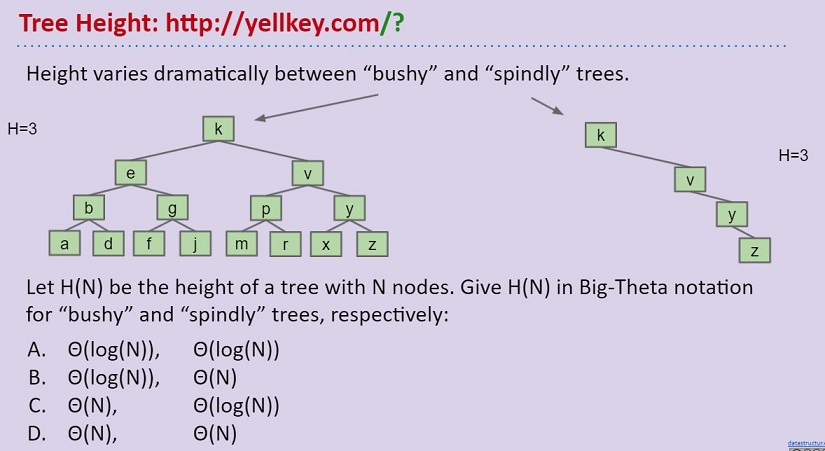 Tree Height: http://yellkey.com/?
Height varies dramatically between “bushy” and “spindly” trees.
H=3
k
e v
b g p y
a d f j m r x z
k
v
y
z
H=3
Let H(N) be the height of a tree with N nodes. Give H(N) in Big-Theta notation
for “bushy” and “spindly” trees, respectively:
A. Θ(log(N)), Θ(log(N))
B. Θ(log(N)), Θ(N)
C. Θ(N), Θ(log(N))
D. Θ(N), Θ(N)
datastructur.